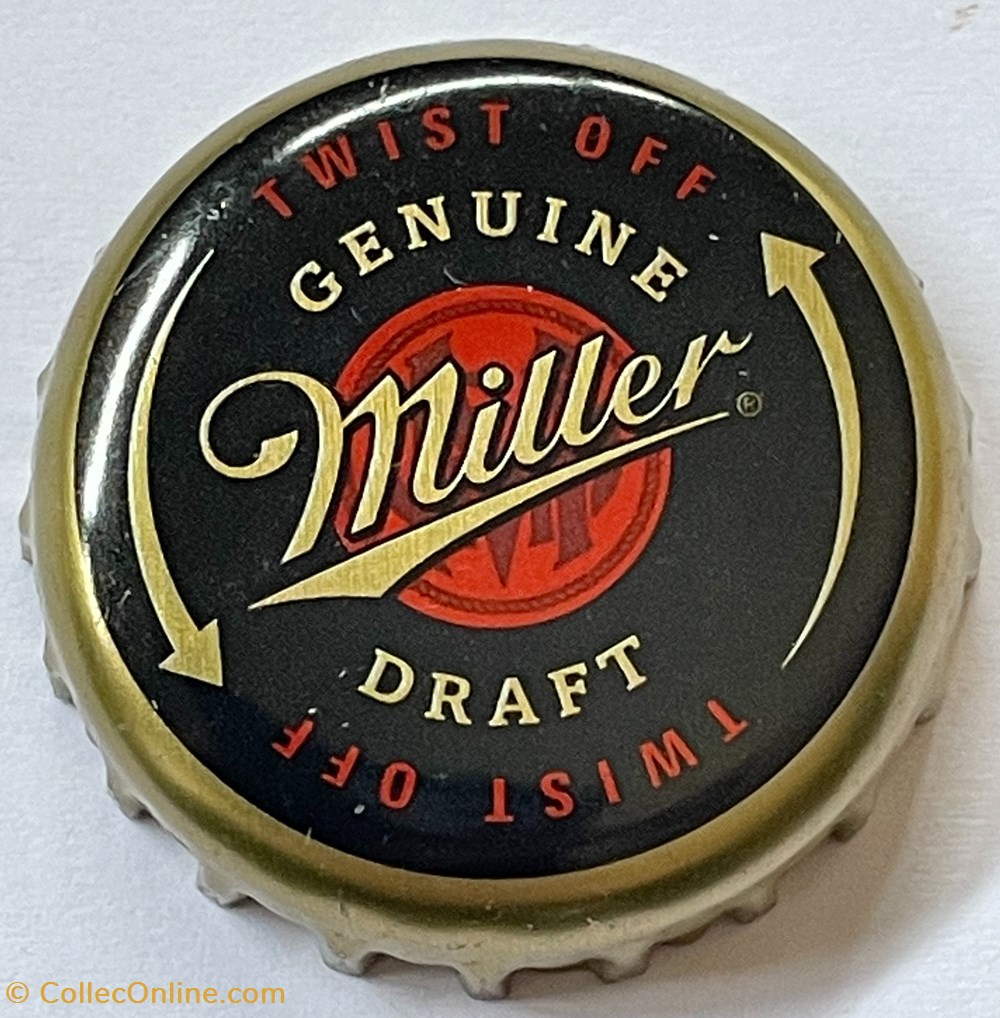 TWIST OFF
GENUINE
Miller®
DRAFT
TWIST OFF
© CollecOnline.com